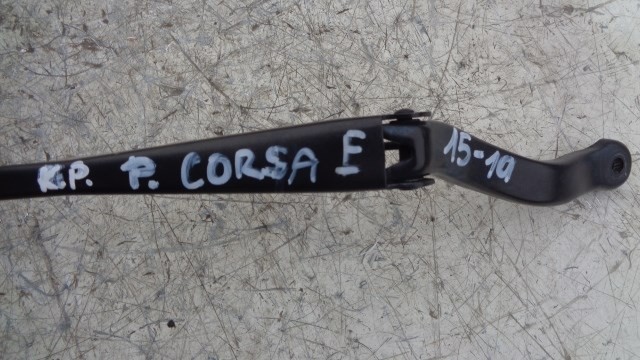 K.P. P. CORSA E 15-19